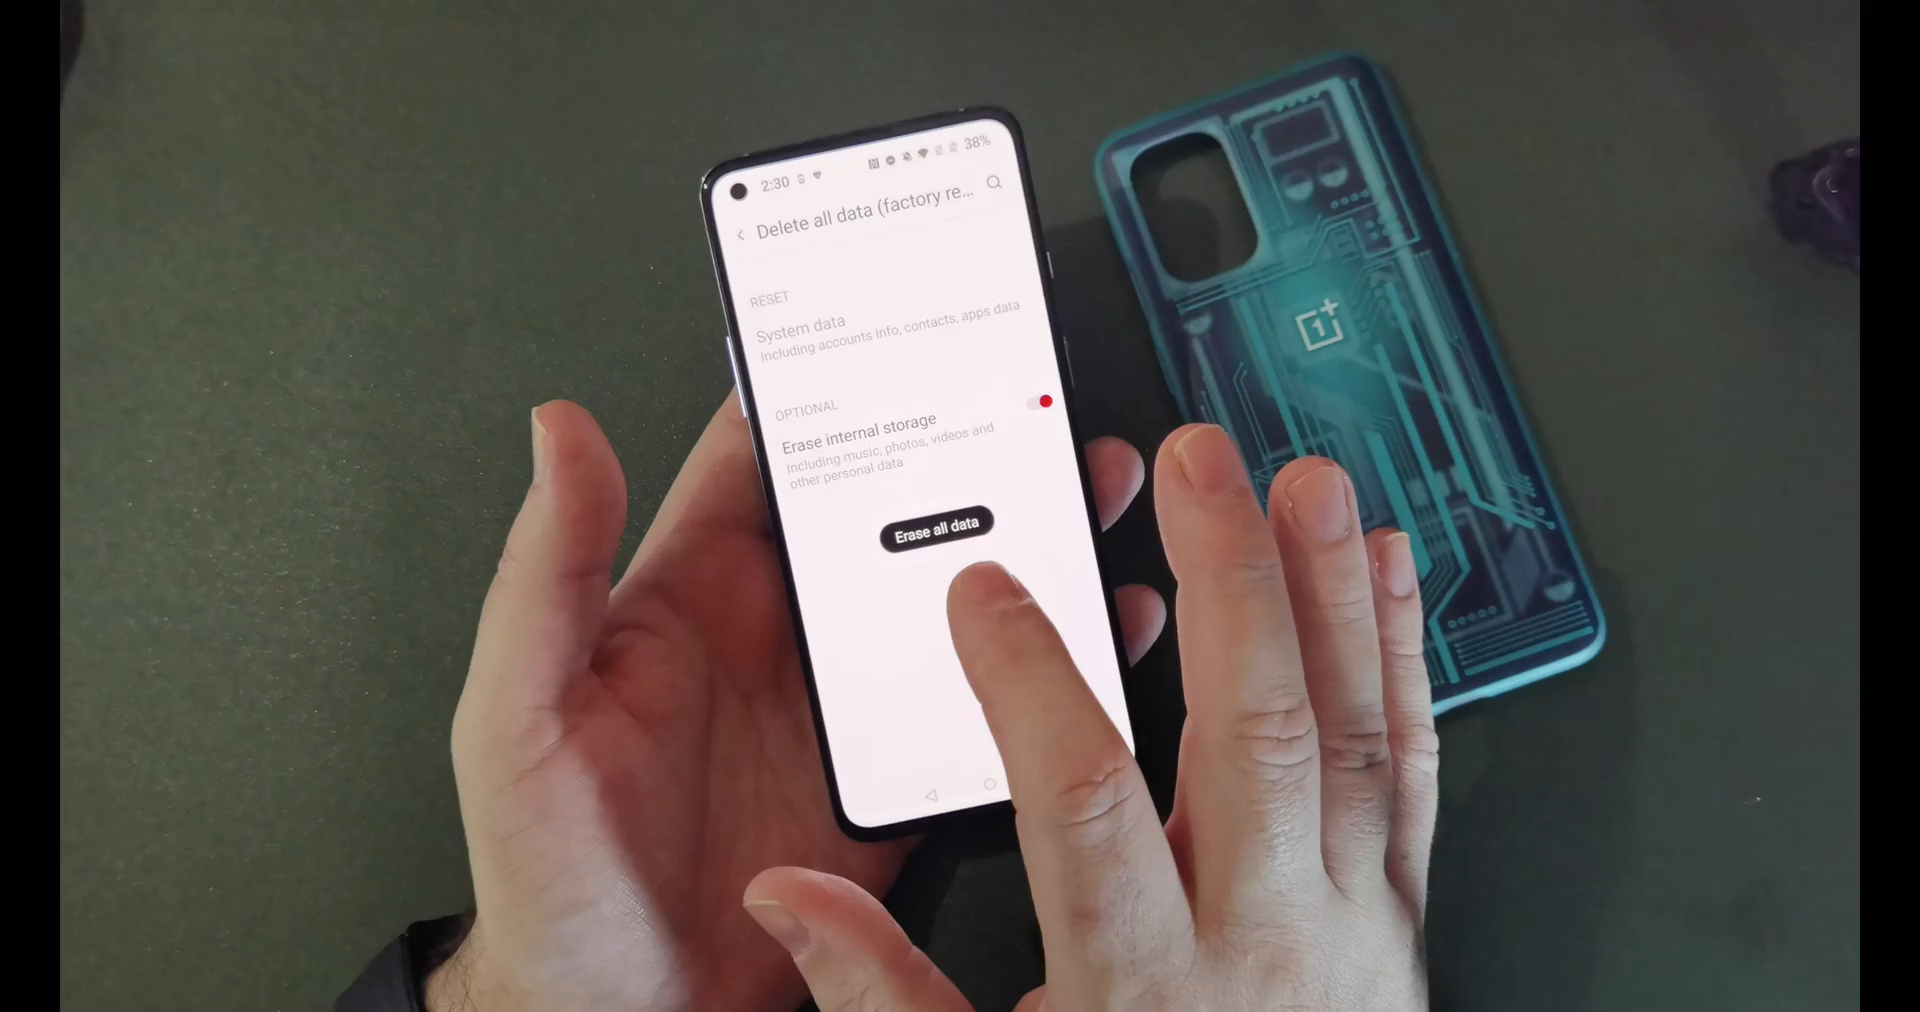 2:30
38%
Delete all data (factory re...
RESET
System data
Including accounts info, contacts, apps data
OPTIONAL
Erase internal storage
Including music, photos, videos and
other personal data
Erase all data
1+